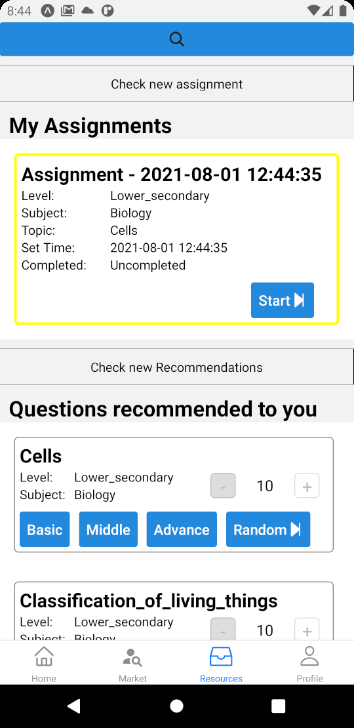 8:44
Check new assignment
My Assignments
Assignment - 2021-08-01 12:44:35
Level: Lower_secondary
Subject: Biology
Topic: Cells
Set Time: 2021-08-01 12:44:35
Completed: Uncompleted
Start
Check new Recommendations
Questions recommended to you
Cells
Level: Lower_secondary
Subject: Biology
- 10 +
Basic Middle Advance Random
Classification_of_living_things
Level: Lower_secondary
Subject: Biology
- 10 +
Home Market Resources Profile